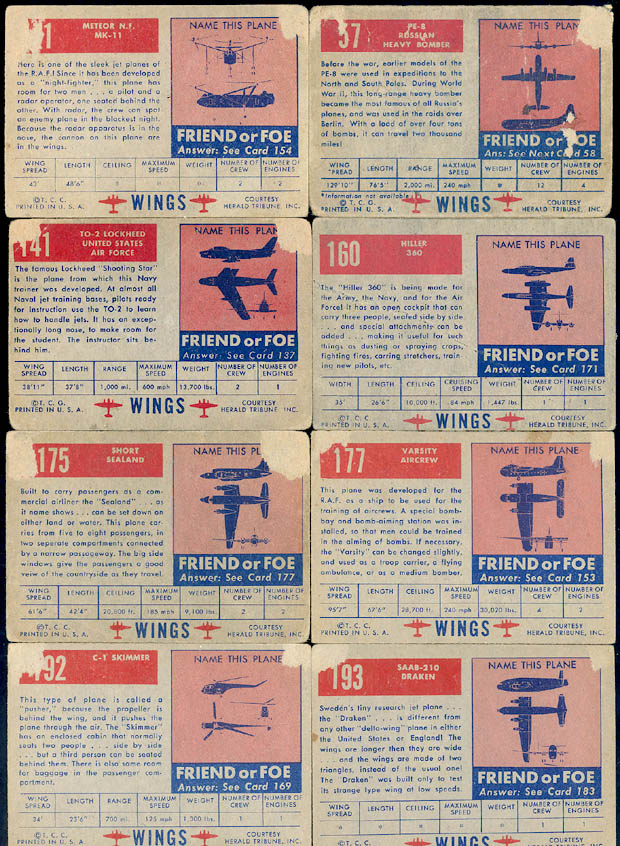 1
METEOR N.F.
MK-11
Here is one of the sleek jet planes of
the R.A.F.! Since it has been developed
as a "night-fighter," this plane has
room for two men . . . a pilot and a
radar operator, one seated behind the
other. With radar, the crew can spot
an enemy plane in the blackest night.
Because the radar apparatus is in the
nose, the cannon on this plane are
in the wings.
NAME THIS PLANE
FRIEND or FOE
Answer: See Card 154
WING SPREAD LENGTH CEILING MAXIMUM SPEED WEIGHT NUMBER OF CREW NUMBER OF ENGINES
43' 48'6" 2 2
©T. C. C.
PRINTED IN U. S. A.
WINGS
COURTESY
HERALD TRIBUNE, INC.
37
PE-8
RUSSIAN
HEAVY BOMBER
Before the war, earlier models of the
PE-8 were used in expeditions to the
North and South Poles. During World
War II, this long-range heavy bomber
became the most famous of all Russia's
planes, and was used in the raids over
Berlin. With a load of over four tons
of bombs, it can travel two thousand
miles!
NAME THIS PLANE
FRIEND or FOE
Ans: See Next Card 58
WING SPREAD LENGTH RANGE MAXIMUM SPEED WEIGHT NUMBER OF CREW NUMBER OF ENGINES
129'10" 76'5" 2,000 mi. 240 mph * 12 4
*Information not available
©T. C. G.
PRINTED IN U. S. A.
WINGS
COURTESY
HERALD TRIBUNE, INC.
141
TO-2 LOCKHEED
UNITED STATES
AIR FORCE
The famous Lockheed "Shooting Star"
is the plane from which this Navy
trainer was developed. At almost all
Naval jet training bases, pilots ready
for instruction use the TO-2 to learn
how to handle jets. It has an excep-
tionally long nose, to make room for
the student. The instructor sits be-
hind him.
NAME THIS PLANE
FRIEND or FOE
Answer: See Card 137
WING SPREAD LENGTH RANGE MAXIMUM SPEED WEIGHT NUMBER OF CREW NUMBER OF ENGINES
38'11" 37'8" 1,000 mi. 600 mph 13,700 lbs. 2 1
©T. C. G.
PRINTED IN U. S. A.
WINGS
COURTESY
HERALD TRIBUNE, INC.
160
HILLER
360
The "Hiller 360" is being made for
the Army, the Navy, and for the Air
Force! It has an open cockpit that can
carry three people, seated side by side
. . . and special attachments can be
added . . . making it useful for such
things as dusting or spraying crops,
fighting fires, carring stretchers, train
ing new pilots, etc.
NAME THIS PLANE
FRIEND or FOE
Answer: See Card 171
WIDTH LENGTH CEILING CRUISING SPEED WEIGHT NUMBER OF CREW NUMBER OF ENGINES
35' 26'6" 10,000 ft. 84 mph 1,447 lbs. 1 1
©T. C. C.
PRINTED IN U. S. A.
WINGS
COURTESY
HERALD TRIBUNE, INC.
175
SHORT
SEALAND
Built to carry passengers as a com-
mercial airliner the "Sealand" . . . as
it name shows . . . can be set down on
either land or water. This plane car-
ries from five to eight passengers, in
two seperate compartments connected
by a narrow passageway. The big side
windows give the passengers a good
veiw of the countryside as they travel.
NAME THIS PLANE
FRIEND or FOE
Answer: See Card 177
WING SPREAD LENGTH CEILING MAXIMUM SPEED WEIGHT NUMBER OF CREW NUMBER OF ENGINES
61'6" 42'4" 20,800 ft. 185 mph 9,100 lbs. 2 2
©T. C. C.
PRINTED IN U. S. A.
WINGS
COURTESY
HERALD TRIBUNE, INC.
177
VARSITY
AIRCREW
This plane was developed for the
R.A.F. as a ship to be used for the
training of aircrews. A special bomb-
bay and bomb-aiming station was in-
stalled, so that men could be trained
in the aiming of bombs. If necessary,
the "Varsity" can be changed slightly,
and used as a troop carrier, a flying
ambulance, or as a medium bomber.
NAME THIS PLANE
FRIEND or FOE
Answer: See Card 153
WING SPREAD LENGTH CEILING MAXIMUM SPEED WEIGHT NUMBER OF CREW NUMBER OF ENGINES
95'7" 67'6" 28,700 ft. 240 mph 30,020 lbs. 4 2
©T. C. C.
PRINTED IN U. S. A.
WINGS
COURTESY
HERALD TRIBUNE, INC.
192
C-1 SKIMMER
This type of plane is called a
"pusher," because the propeller is
behind the wing, and it pushes the
plane through the air. The "Skimmer"
has an enclosed cabin that normally
seats two people . . . side by side
. . . but a third person can be seated
behind them. There is also some room
for baggage in the passenger com-
partment.
NAME THIS PLANE
FRIEND or FOE
Answer: See Card 169
WING SPREAD LENGTH RANGE MAXIMUM SPEED WEIGHT NUMBER OF CREW NUMBER OF ENGINES
34' 23'6" 700 mi. 125 mph 1,300 lbs. 1 1
©T. C. C.
PRINTED IN U. S. A.
WINGS
COURTESY
HERALD TRIBUNE, INC.
193
SAAB-210
DRAKEN
Sweden's tiny research jet plane . . .
the "Draken" . . . is different from
any other "delta-wing" plane in either
the United States or England! The
wings are longer then they are wide
. . . and the wings are made of two
triangles, instead of the usual one!
The "Draken" was built only to test
its strange type wing at low speeds.
NAME THIS PLANE
FRIEND or FOE
Answer: See Card 183
WING SPREAD LENGTH CEILING MAXIMUM SPEED WEIGHT NUMBER OF CREW NUMBER OF ENGINES
1 1
©T. C. C.
PRINTED IN U. S. A.
WINGS
COURTESY
HERALD TRIBUNE, INC.